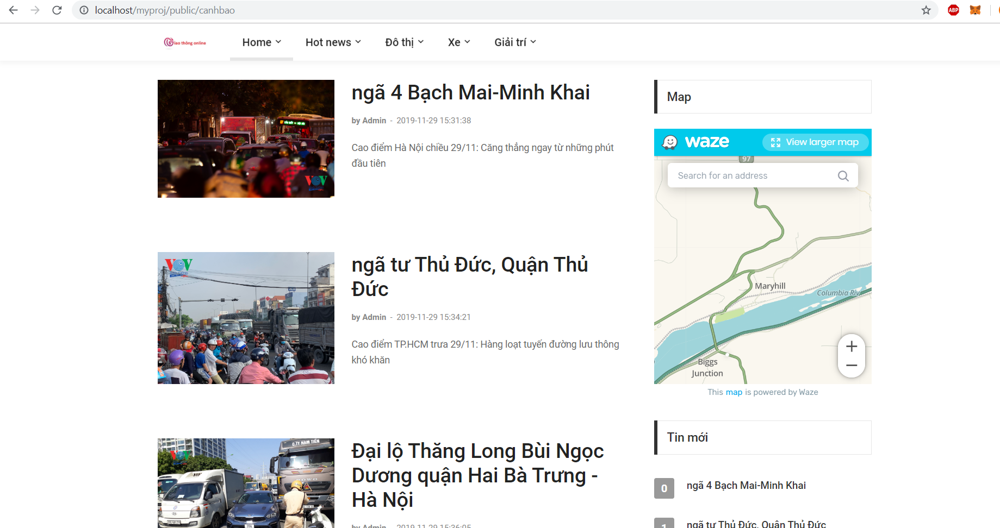 localhost/myproj/public/canhbao
ABP
Giao thông online
Home
Hot news
Đô thị
Xe
Giải trí
ngã 4 Bạch Mai-Minh Khai
by Admin - 2019-11-29 15:31:38
Cao điểm Hà Nội chiều 29/11: Căng thẳng ngay từ những phút
đầu tiên
VOV
ngã tư Thủ Đức, Quận Thủ
Đức
by Admin - 2019-11-29 15:34:21
Cao điểm TP.HCM trưa 29/11: Hàng loạt tuyến đường lưu thông
khó khăn
VOV
Đại lộ Thăng Long Bùi Ngọc
Dương quận Hai Bà Trưng -
Hà Nội
by Admin - 2019-11-29 15:36:05
VOV
C.TY NAM TIẾN
HOWO
99A
Map
waze
View larger map
97
Search for an address
Maryhill
Columbia Riv
Biggs
Junction
+
−
This map is powered by Waze
Tin mới
0
ngã 4 Bạch Mai-Minh Khai
1
ngã tư Thủ Đức, Quận Thủ Đức